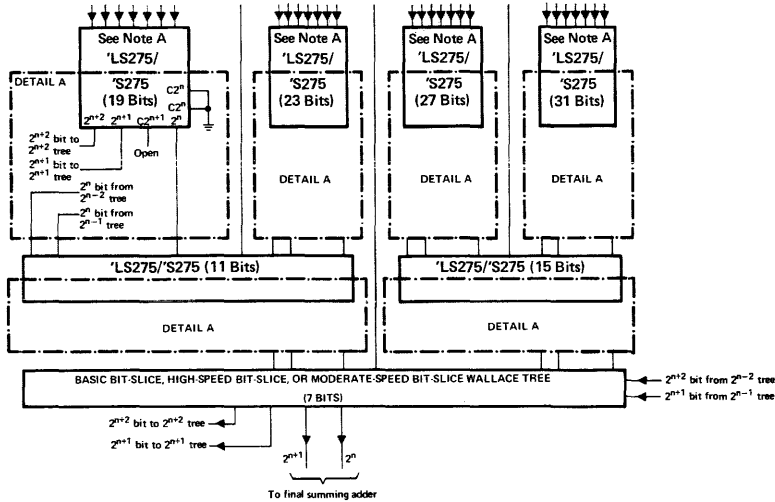 See Note A
'LS275/
'S275
(19 Bits)
C2ⁿ
C2ⁿ
2ⁿ⁺² 2ⁿ⁺¹ C2ⁿ⁺¹ 2ⁿ
DETAIL A
2ⁿ⁺² bit to
2ⁿ⁺² tree
2ⁿ⁺¹ bit to
2ⁿ⁺¹ tree
Open
2ⁿ bit from
2ⁿ⁻² tree
2ⁿ bit from
2ⁿ⁻¹ tree
See Note A
'LS275/
'S275
(23 Bits)
DETAIL A
See Note A
'LS275/
'S275
(27 Bits)
DETAIL A
See Note A
'LS275/
'S275
(31 Bits)
DETAIL A
'LS275/'S275 (11 Bits)
DETAIL A
'LS275/'S275 (15 Bits)
DETAIL A
BASIC BIT-SLICE, HIGH-SPEED BIT-SLICE, OR MODERATE-SPEED BIT-SLICE WALLACE TREE
(7 BITS)
2ⁿ⁺² bit from 2ⁿ⁻² tree
2ⁿ⁺¹ bit from 2ⁿ⁻¹ tree
2ⁿ⁺² bit to 2ⁿ⁺² tree
2ⁿ⁺¹ bit to 2ⁿ⁺¹ tree
2ⁿ⁺¹ 2ⁿ
To final summing adder